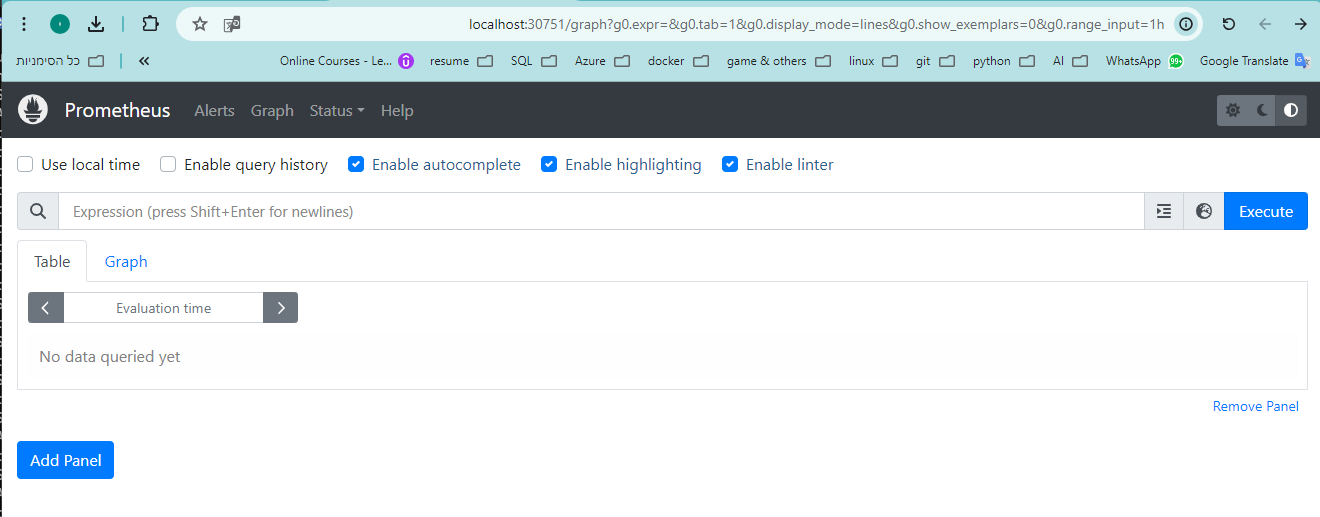 localhost:30751/graph?g0.expr=&g0.tab=1&g0.display_mode=lines&g0.show_exemplars=0&g0.range_input=1h
כל הסימניות
Online Courses - Le...
resume
SQL
Azure
docker
game & others
linux
git
python
AI
WhatsApp
99+
Google Translate
Prometheus
Alerts
Graph
Status
Help
Use local time
Enable query history
Enable autocomplete
Enable highlighting
Enable linter
Expression (press Shift+Enter for newlines)
Execute
Table
Graph
Evaluation time
No data queried yet
Remove Panel
Add Panel